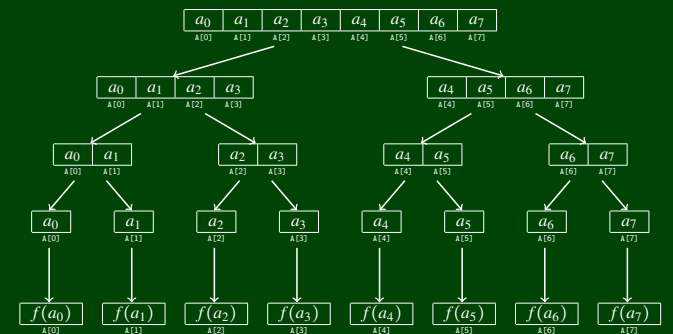 a₀ a₁ a₂ a₃ a₄ a₅ a₆ a₇
A[0] A[1] A[2] A[3] A[4] A[5] A[6] A[7]
a₀ a₁ a₂ a₃ a₄ a₅ a₆ a₇
A[0] A[1] A[2] A[3] A[4] A[5] A[6] A[7]
a₀ a₁ a₂ a₃ a₄ a₅ a₆ a₇
A[0] A[1] A[2] A[3] A[4] A[5] A[6] A[7]
a₀ a₁ a₂ a₃ a₄ a₅ a₆ a₇
A[0] A[1] A[2] A[3] A[4] A[5] A[6] A[7]
f(a₀) f(a₁) f(a₂) f(a₃) f(a₄) f(a₅) f(a₆) f(a₇)
A[0] A[1] A[2] A[3] A[4] A[5] A[6] A[7]